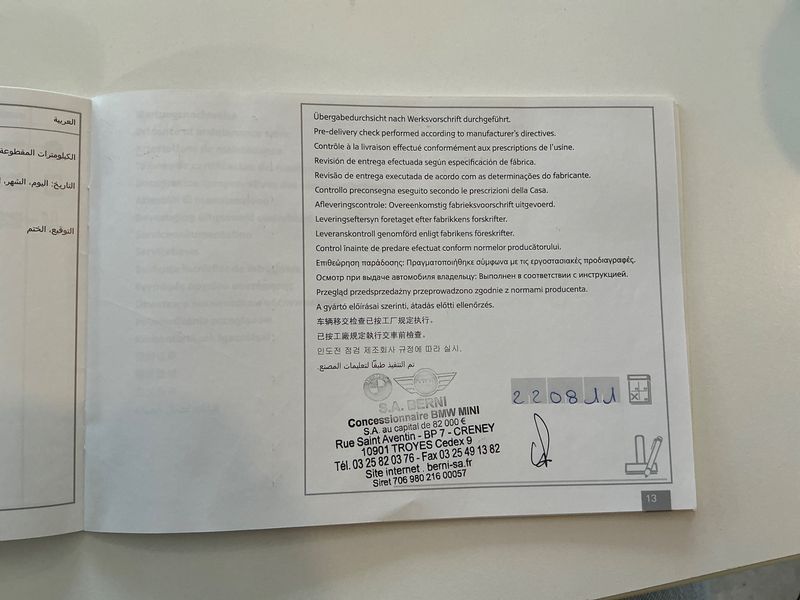 العربية
الكيلومترات المقطوعة
التاريخ: اليوم، الشهر،
التوقيع، الختم
Übergabedurchsicht nach Werksvorschrift durchgeführt.
Pre-delivery check performed according to manufacturer's directives.
Contrôle à la livraison effectué conformément aux prescriptions de l'usine.
Revisión de entrega efectuada según especificación de fábrica.
Revisão de entrega executada de acordo com as determinações do fabricante.
Controllo preconsegna eseguito secondo le prescrizioni della Casa.
Afleveringscontrole: Overeenkomstig fabrieksvoorschrift uitgevoerd.
Leveringseftersyn foretaget efter fabrikkens forskrifter.
Leveranskontroll genomförd enligt fabrikens föreskrifter.
Control înainte de predare efectuat conform normelor producătorului.
Επιθεώρηση παράδοσης: Πραγματοποιήθηκε σύμφωνα με τις εργοστασιακές προδιαγραφές.
Осмотр при выдаче автомобиля владельцу: Выполнен в соответствии с инструкцией.
Przegląd przedsprzedażny przeprowadzono zgodnie z normami producenta.
A gyártó előírásai szerinti, átadás előtti ellenőrzés.
车辆移交检查已按工厂规定执行。
已按工廠規定執行交車前檢查。
인도전 점검 제조회사 규정에 따라 실시.
تم التنفيذ طبقًا لتعليمات المصنع.
S.A. BERNI
Concessionnaire BMW MINI
S.A. au capital de 82 000 €
Rue Saint Aventin - BP 7 - CRENEY
10901 TROYES Cedex 9
Tél. 03 25 82 03 76 - Fax 03 25 49 13 82
Site internet . berni-sa.fr
Siret 706 980 216 00057
220811
13